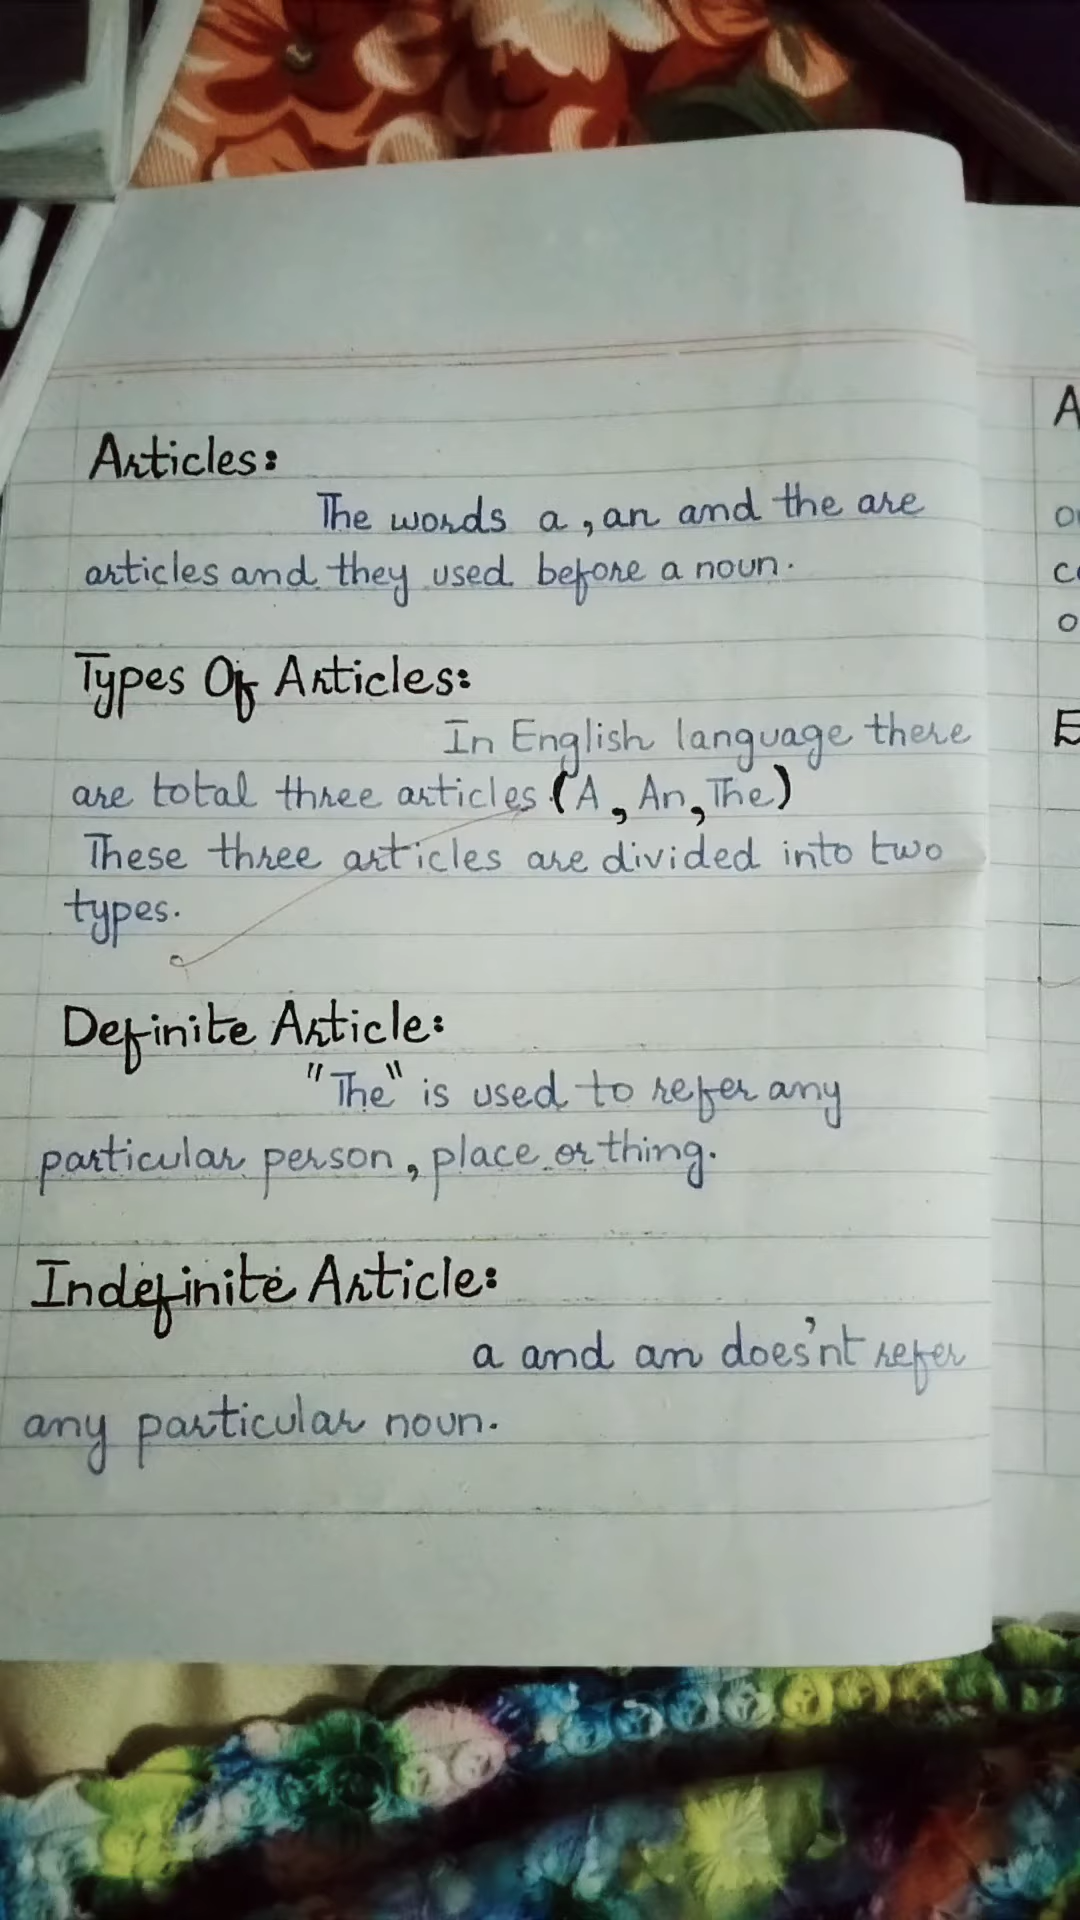 Articles:
The words a, an and the are
articles and they used before a noun.
Types Of Articles:
In English language there
are total three articles (A, An, The)
These three articles are divided into two
types.
Definite Article:
"The" is used to refer any
particular person, place or thing.
Indefinite Article:
a and an does'nt refer
any particular noun.